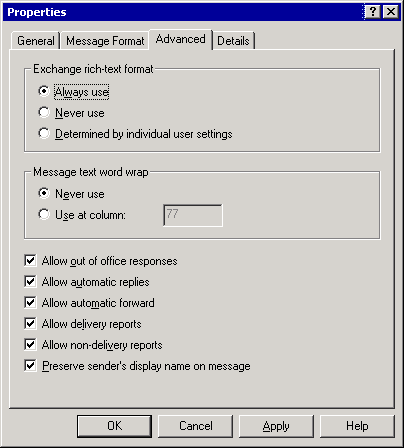 Properties
General Message Format Advanced Details
Exchange rich-text format
Always use
Never use
Determined by individual user settings
Message text word wrap
Never use
Use at column: 77
Allow out of office responses
Allow automatic replies
Allow automatic forward
Allow delivery reports
Allow non-delivery reports
Preserve sender's display name on message
OK Cancel Apply Help